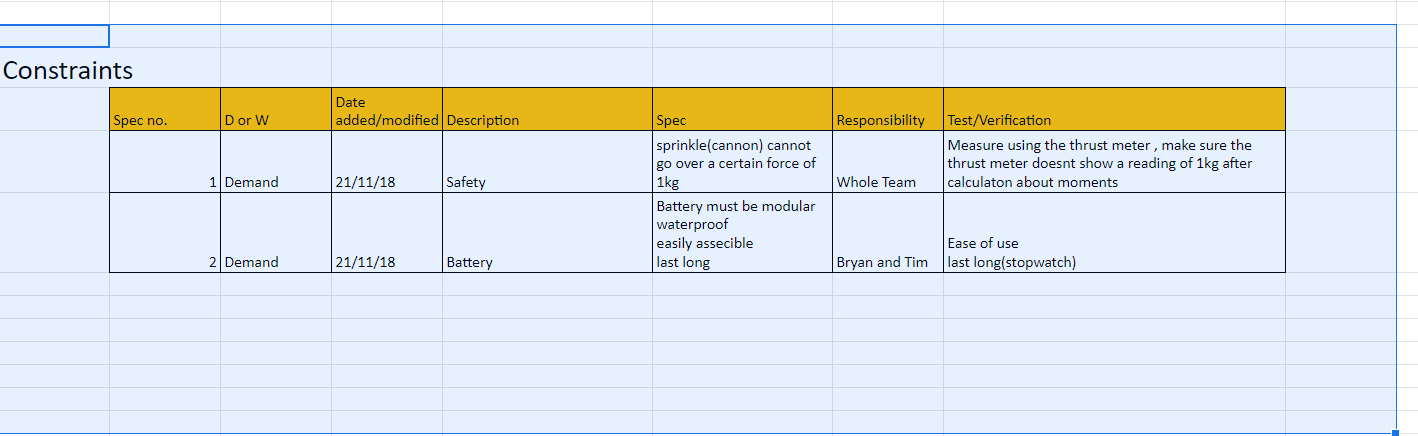 Constraints
Spec no.
D or W
Date
added/modified
Description
Spec
Responsibility
Test/Verification
1
Demand
21/11/18
Safety
sprinkle(cannon) cannot
go over a certain force of
1kg
Whole Team
Measure using the thrust meter , make sure the
thrust meter doesnt show a reading of 1kg after
calculaton about moments
2
Demand
21/11/18
Battery
Battery must be modular
waterproof
easily assecible
last long
Bryan and Tim
Ease of use
last long(stopwatch)